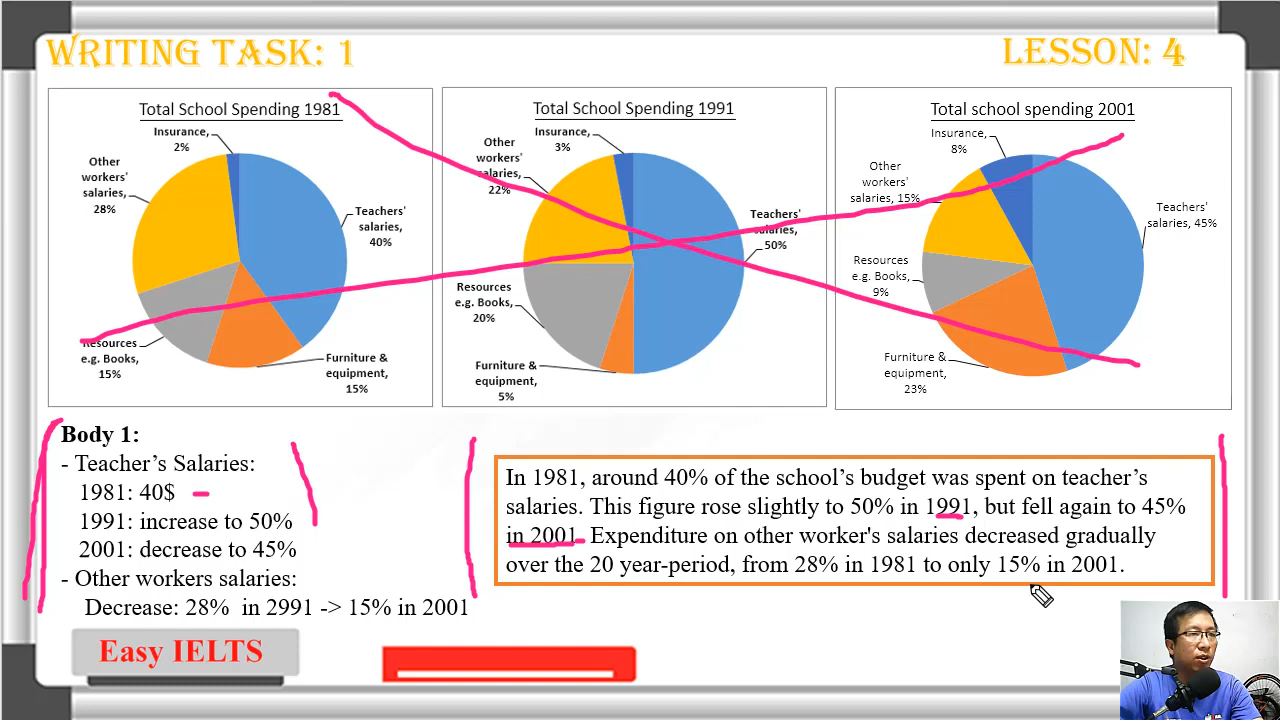 WRITING TASK: 1
LESSON: 4
Total School Spending 1981
Insurance,
2%
Other
workers'
salaries,
28%
Teachers'
salaries,
40%
Resources
e.g. Books,
15%
Furniture &
equipment,
15%
Total School Spending 1991
Insurance,
3%
Other
workers'
salaries,
22%
Teachers'
salaries,
50%
Resources
e.g. Books,
20%
Furniture &
equipment,
5%
Total school spending 2001
Insurance,
8%
Other
workers'
salaries, 15%
Teachers'
salaries, 45%
Resources
e.g. Books,
9%
Furniture &
equipment,
23%
Body 1:
- Teacher’s Salaries:
1981: 40$
1991: increase to 50%
2001: decrease to 45%
- Other workers salaries:
Decrease: 28% in 2991 -> 15% in 2001
In 1981, around 40% of the school’s budget was spent on teacher’s
salaries. This figure rose slightly to 50% in 1991, but fell again to 45%
in 2001. Expenditure on other worker's salaries decreased gradually
over the 20 year-period, from 28% in 1981 to only 15% in 2001.
Easy IELTS